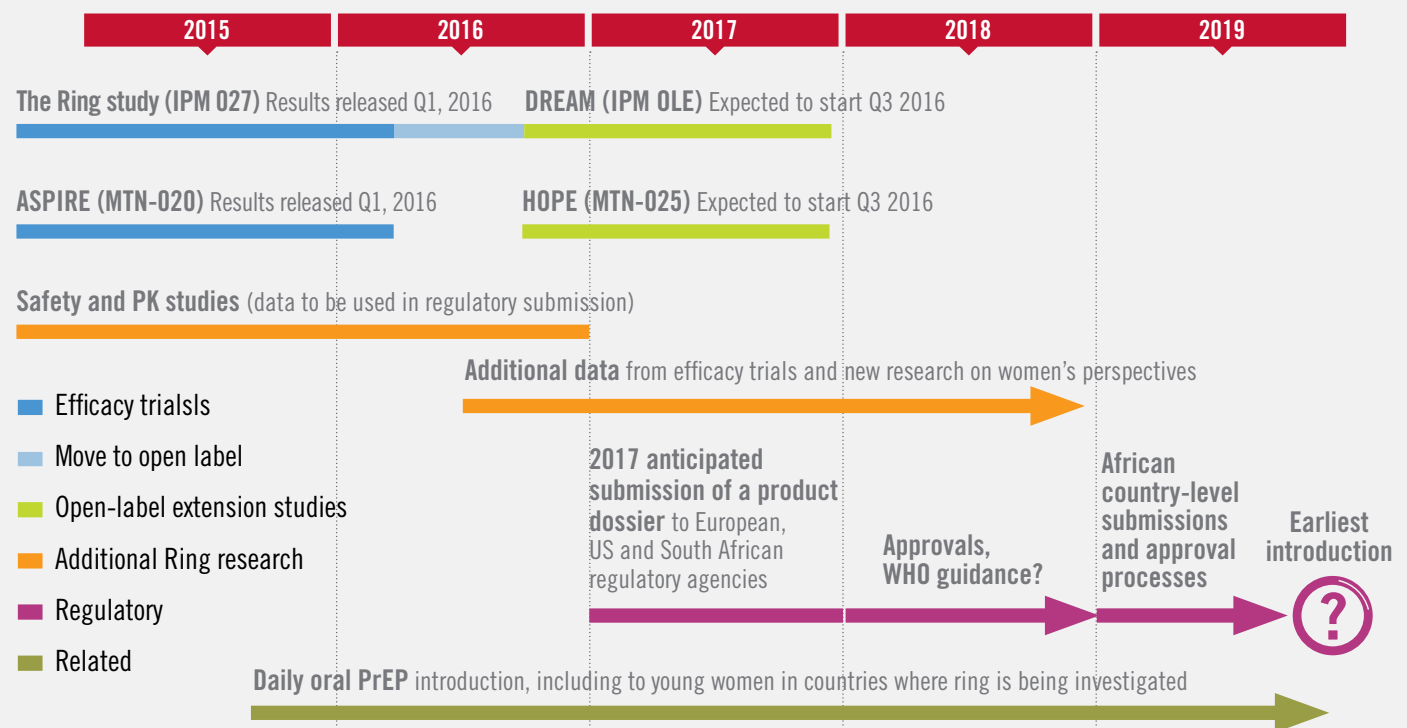 2015 2016 2017 2018 2019
The Ring study (IPM 027) Results released Q1, 2016
DREAM (IPM OLE) Expected to start Q3 2016
ASPIRE (MTN-020) Results released Q1, 2016
HOPE (MTN-025) Expected to start Q3 2016
Safety and PK studies (data to be used in regulatory submission)
Additional data from efficacy trials and new research on women's perspectives
Efficacy trialsIs
Move to open label
Open-label extension studies
Additional Ring research
Regulatory
Related
2017 anticipated
submission of a product
dossier to European,
US and South African
regulatory agencies
Approvals,
WHO guidance?
African
country-level
submissions
and approval
processes
Earliest
introduction
?
Daily oral PrEP introduction, including to young women in countries where ring is being investigated